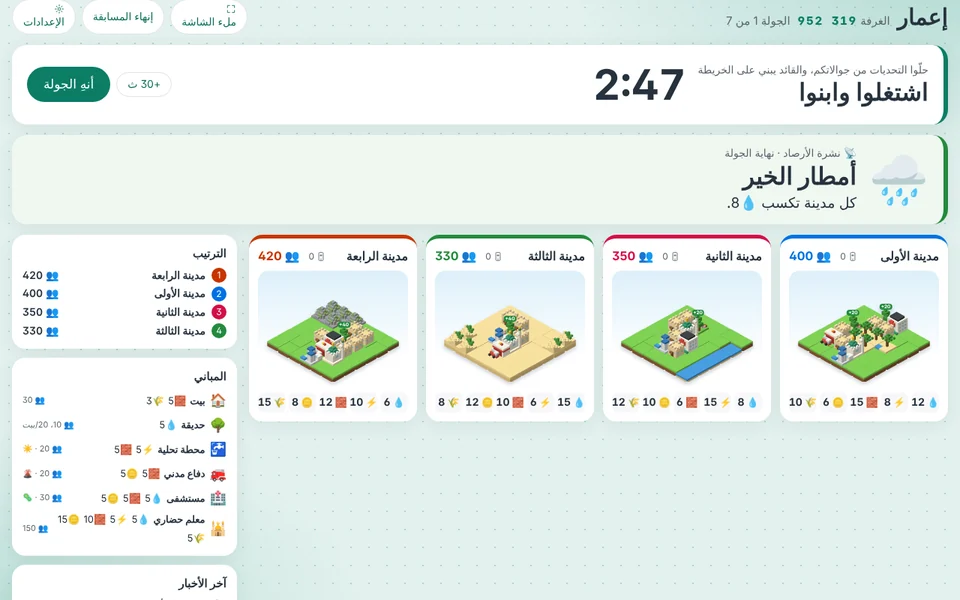 إعمار الغرفة 319 952 الجولة 1 من 7
ملء الشاشة
إنهاء المسابقة
الإعدادات
حلّوا التحديات من جوالاتكم، والقائد يبني على الخريطة
اشتغلوا وابنوا
2:47
+30 ث
أنهِ الجولة
نشرة الأرصاد · نهاية الجولة
أمطار الخير
كل مدينة تكسب 💧8.
مدينة الأولى 0 400
+20
+20
12 8 15 6 10
مدينة الثانية 0 350
+20
8 15 6 10 12
مدينة الثالثة 0 330
+40
15 6 10 12 8
مدينة الرابعة 0 420
+40
6 10 12 8 15
الترتيب
1 مدينة الرابعة 420
2 مدينة الأولى 400
3 مدينة الثانية 350
4 مدينة الثالثة 330
المباني
بيت 5 3 30
حديقة 5 10، 20/بيت
محطة تحلية 5 5 20 ·
دفاع مدني 5 5 20 ·
مستشفى 5 5 5 30 ·
معلم حضاري 5 5 10 15
5 150
آخر الأخبار